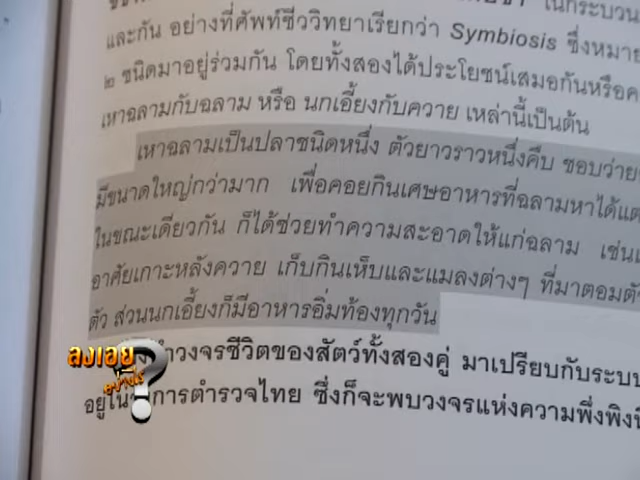 ในกระบวน
และกัน อย่างที่ศัพท์ชีววิทยาเรียกว่า Symbiosis ซึ่งหมาย
๒ ชนิดมาอยู่ร่วมกัน โดยทั้งสองได้ประโยชน์เสมอกันหรือค
เหาฉลามกับฉลาม หรือ นกเอี้ยงกับควาย เหล่านี้เป็นต้น
เหาฉลามเป็นปลาชนิดหนึ่ง ตัวยาวราวหนึ่งคืบ ชอบว่าย
มีขนาดใหญ่กว่ามาก เพื่อคอยกินเศษอาหารที่ฉลามหาได้แต่
ในขณะเดียวกัน ก็ได้ช่วยทำความสะอาดให้แก่ฉลาม เช่น
อาศัยเกาะหลังควาย เก็บกินเห็บและแมลงต่างๆ ที่มาตอมตัว
ตัว ส่วนนกเอี้ยงก็มีอาหารอิ่มท้องทุกวัน
วงจรชีวิตของสัตว์ทั้งสองคู่ มาเปรียบกับระบบ
อยู่ใน การตำรวจไทย ซึ่งก็จะพบวงจรแห่งความพึ่งพิง
ลงเอย
อย่างไร
?